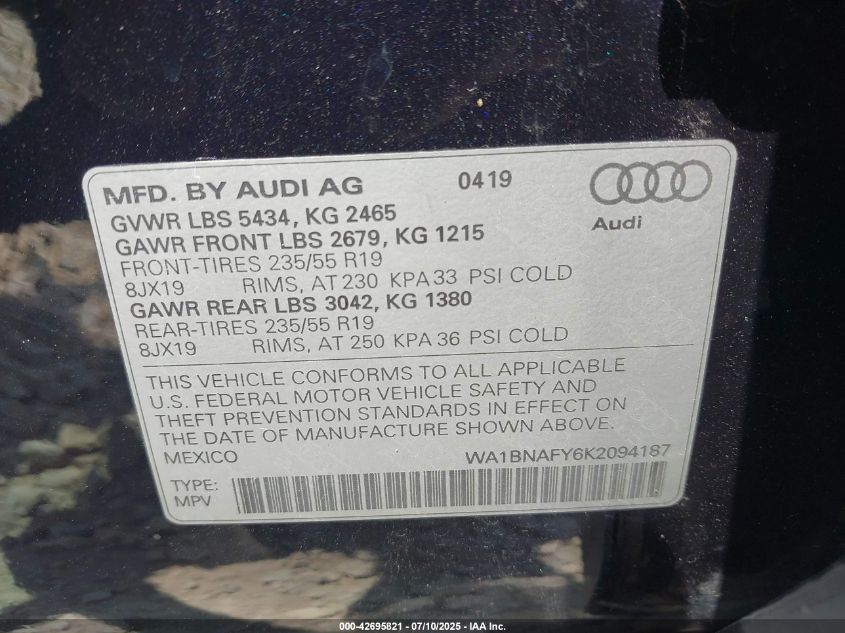 MFD. BY AUDI AG 0419
Audi
GVWR LBS 5434, KG 2465
GAWR FRONT LBS 2679, KG 1215
FRONT-TIRES 235/55 R19
8JX19 RIMS, AT 230 KPA 33 PSI COLD
GAWR REAR LBS 3042, KG 1380
REAR-TIRES 235/55 R19
8JX19 RIMS, AT 250 KPA 36 PSI COLD
THIS VEHICLE CONFORMS TO ALL APPLICABLE
U.S. FEDERAL MOTOR VEHICLE SAFETY AND
THEFT PREVENTION STANDARDS IN EFFECT ON
THE DATE OF MANUFACTURE SHOWN ABOVE.
MEXICO WA1BNAFY6K2094187
TYPE:
MPV
000-42695821 - 07/10/2025 - IAA Inc.